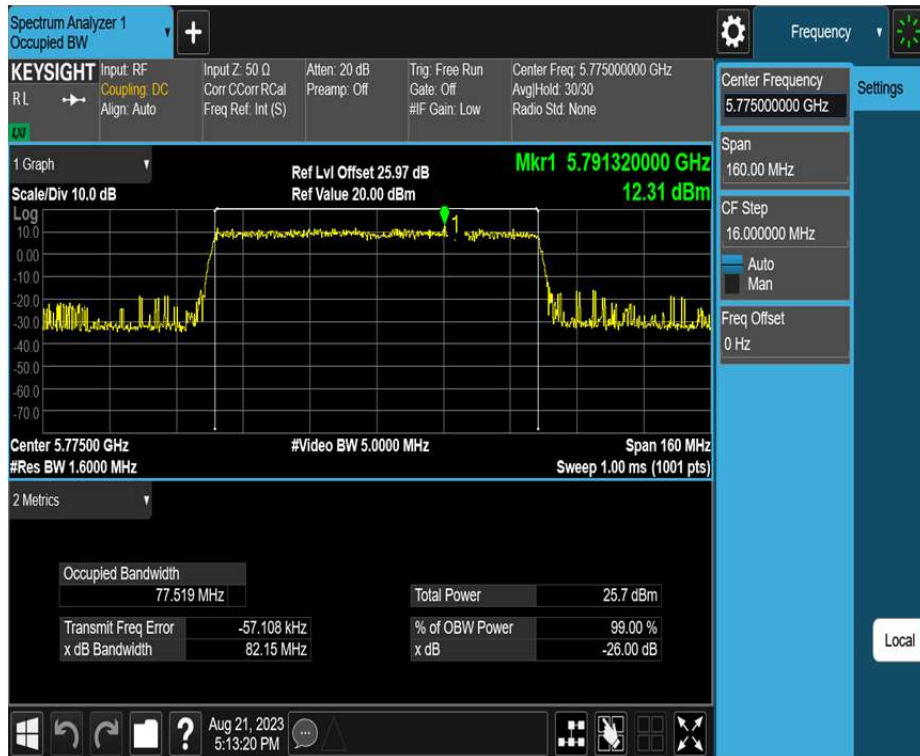 Spectrum Analyzer 1
Occupied BW
+
Frequency
KEYSIGHT
R L
LXI
Input: RF
Coupling: DC
Align: Auto
Input Z: 50 Ω
Corr CCorr RCal
Freq Ref: Int (S)
Atten: 20 dB
Preamp: Off
Trig: Free Run
Gate: Off
#IF Gain: Low
Center Freq: 5.775000000 GHz
Avg|Hold: 30/30
Radio Std: None
Center Frequency
5.775000000 GHz
Settings
Span
160.00 MHz
CF Step
16.000000 MHz
Auto
Man
Freq Offset
0 Hz
Local
1 Graph
Scale/Div 10.0 dB
Ref Lvl Offset 25.97 dB
Ref Value 20.00 dBm
Mkr1 5.791320000 GHz
12.31 dBm
Log
10.0
0.00
-10.0
-20.0
-30.0
-40.0
-50.0
-60.0
-70.0
1
Center 5.77500 GHz
#Video BW 5.0000 MHz
Span 160 MHz
#Res BW 1.6000 MHz
Sweep 1.00 ms (1001 pts)
2 Metrics
Occupied Bandwidth
77.519 MHz
Total Power 25.7 dBm
Transmit Freq Error -57.108 kHz
% of OBW Power 99.00 %
x dB Bandwidth 82.15 MHz
x dB -26.00 dB
?
Aug 21, 2023
5:13:20 PM